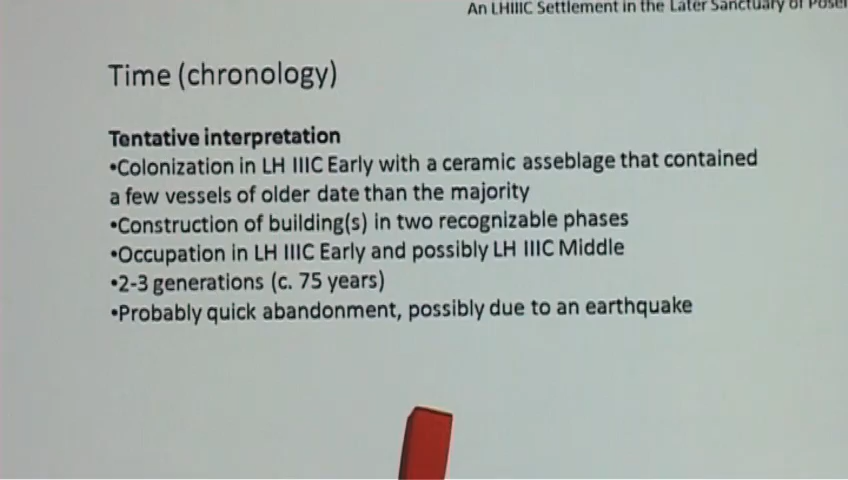 An LHIIIC Settlement in the Later Sanctuary of
Time (chronology)
Tentative interpretation
•Colonization in LH IIIC Early with a ceramic asseblage that contained
a few vessels of older date than the majority
•Construction of building(s) in two recognizable phases
•Occupation in LH IIIC Early and possibly LH IIIC Middle
•2-3 generations (c. 75 years)
•Probably quick abandonment, possibly due to an earthquake